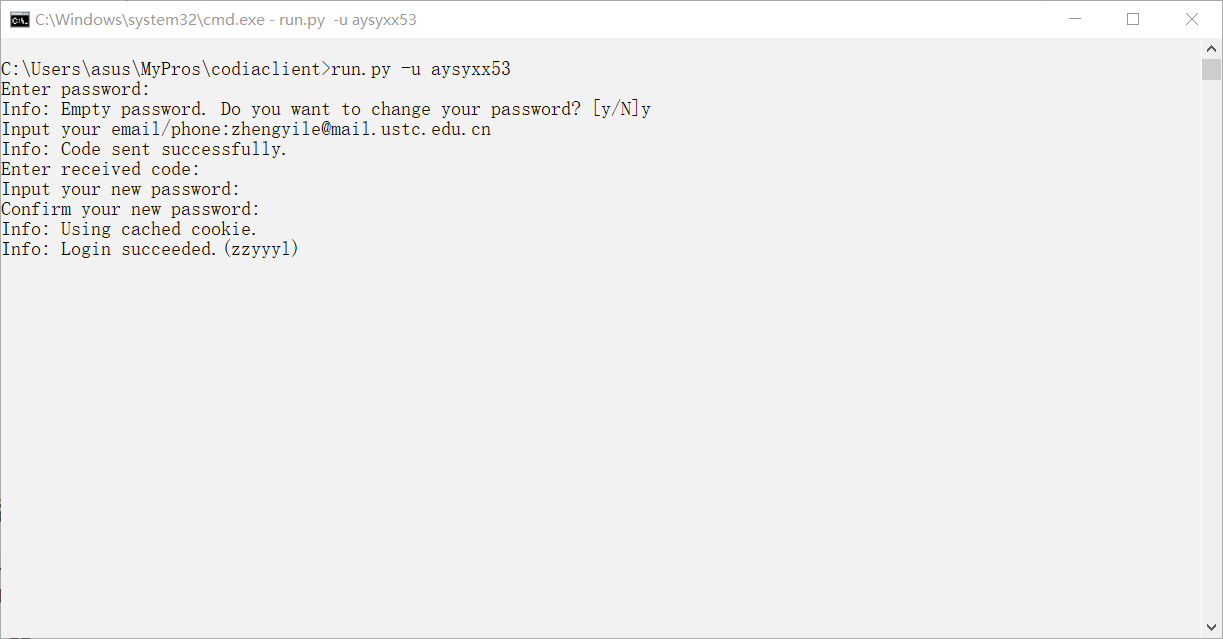 C:\Windows\system32\cmd.exe - run.py  -u aysyxx53
C:\Users\asus\MyPros\codiaclient>run.py -u aysyxx53
Enter password:
Info: Empty password. Do you want to change your password? [y/N]y
Input your email/phone:zhengyile@mail.ustc.edu.cn
Info: Code sent successfully.
Enter received code:
Input your new password:
Confirm your new password:
Info: Using cached cookie.
Info: Login succeeded.(zzyyyl)